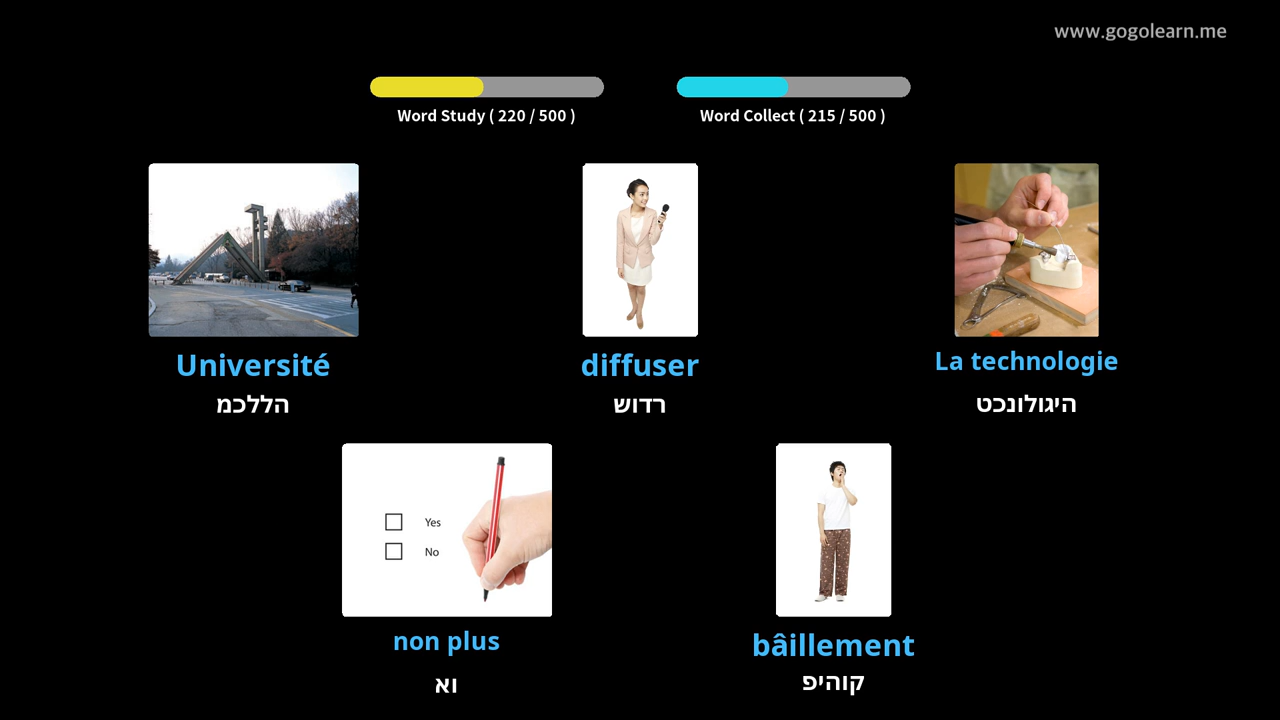 www.gogolearn.me
Word Study ( 220 / 500 )
Word Collect ( 215 / 500 )
Université
הללכמ
diffuser
רדוש
La technologie
היגולונכט
Yes
No
non plus
וא
bâillement
קוהיפ